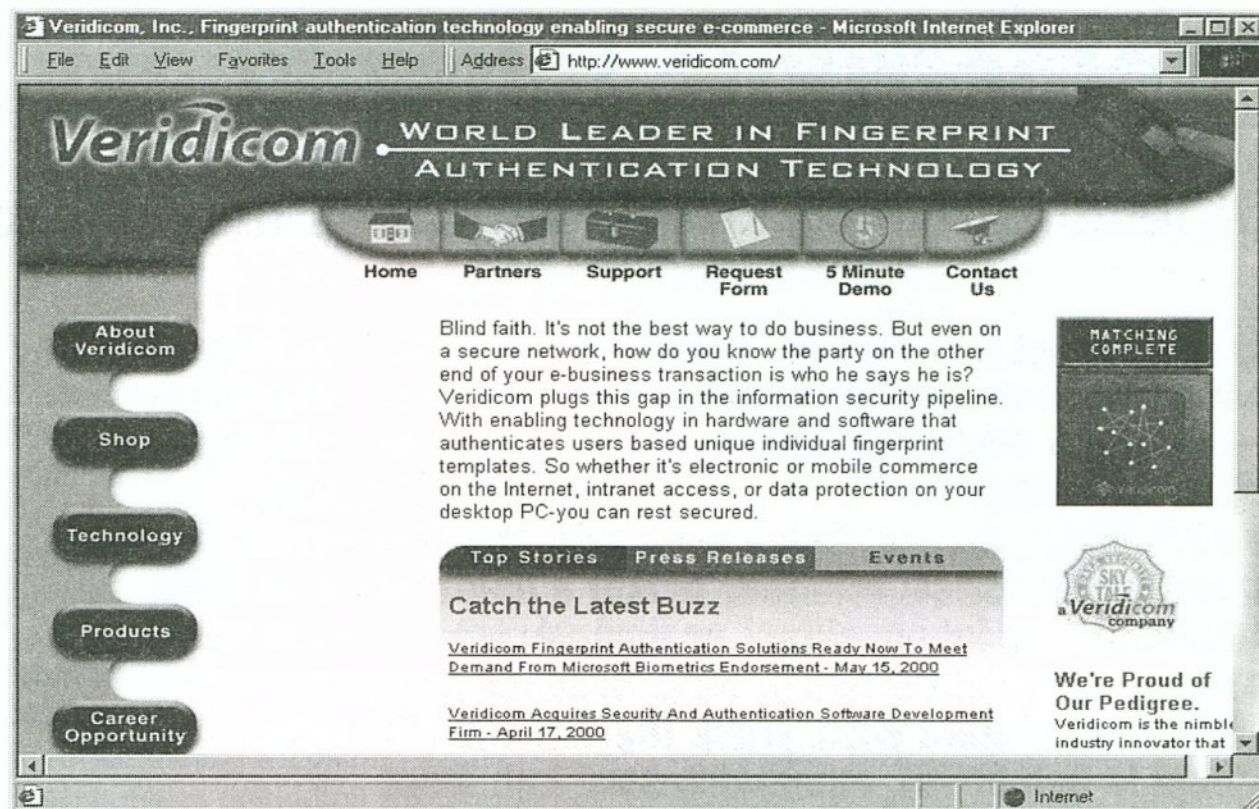 Veridicom, Inc., Fingerprint authentication technology enabling secure e-commerce - Microsoft Internet Explorer
File Edit View Favorites Tools Help Address http://www.veridicom.com/
Veridicom
WORLD LEADER IN FINGERPRINT
AUTHENTICATION TECHNOLOGY
Home
Partners
Support
Request
Form
5 Minute
Demo
Contact
Us
About
Veridicom
Shop
Technology
Products
Career
Opportunity
Blind faith. It's not the best way to do business. But even on
a secure network, how do you know the party on the other
end of your e-business transaction is who he says he is?
Veridicom plugs this gap in the information security pipeline.
With enabling technology in hardware and software that
authenticates users based unique individual fingerprint
templates. So whether it's electronic or mobile commerce
on the Internet, intranet access, or data protection on your
desktop PC-you can rest secured.
Top Stories Press Releases Events
Catch the Latest Buzz
Veridicom Fingerprint Authentication Solutions Ready Now To Meet
Demand From Microsoft Biometrics Endorsement - May 15, 2000
Veridicom Acquires Security And Authentication Software Development
Firm - April 17, 2000
MATCHING
COMPLETE
Veridicom
SKY
TALE
a Veridicom
company
We're Proud of
Our Pedigree.
Veridicom is the nimble
industry innovator that
Internet